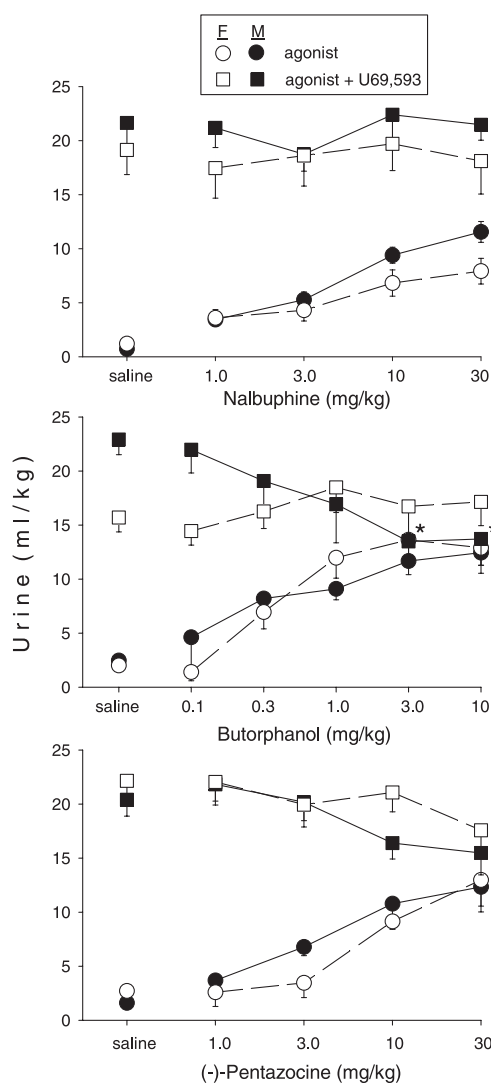 F M
agonist
agonist + U69,593
25
20
15
10
5
0
saline 1.0 3.0 10 30
Nalbuphine (mg/kg)
Urine (ml/kg)
25
20
15
10
5
0
* *
saline 0.1 0.3 1.0 3.0 10
Butorphanol (mg/kg)
25
20
15
10
5
0
saline 1.0 3.0 10 30
(-)-Pentazocine (mg/kg)